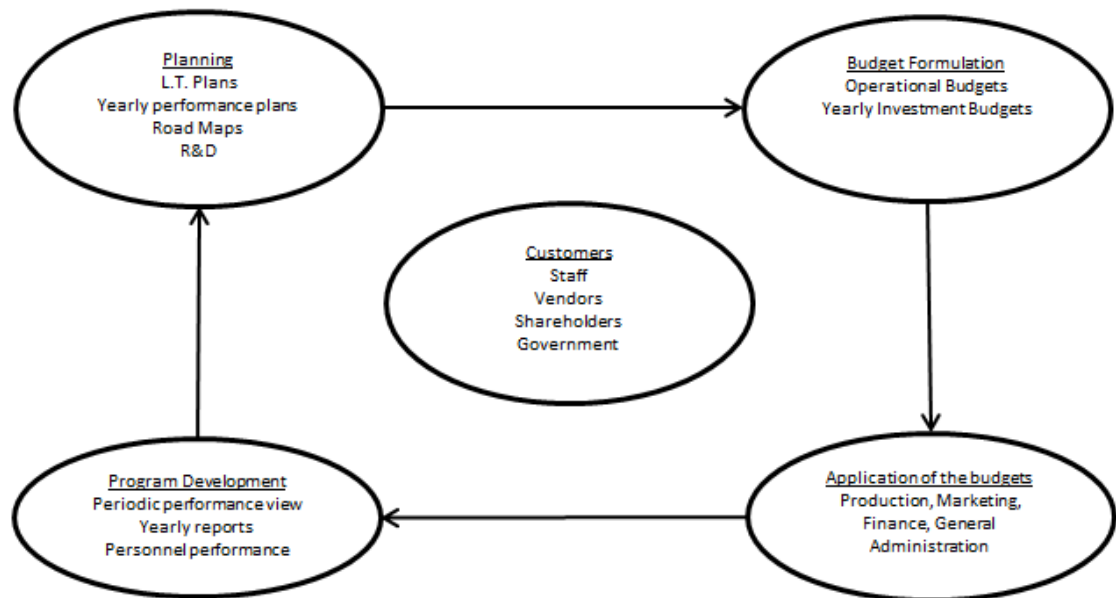 Planning
L.T. Plans
Yearly performance plans
Road Maps
R&D
Budget Formulation
Operational Budgets
Yearly Investment Budgets
Customers
Staff
Vendors
Shareholders
Government
Program Development
Periodic performance view
Yearly reports
Personnel performance
Application of the budgets
Production, Marketing,
Finance, General
Administration